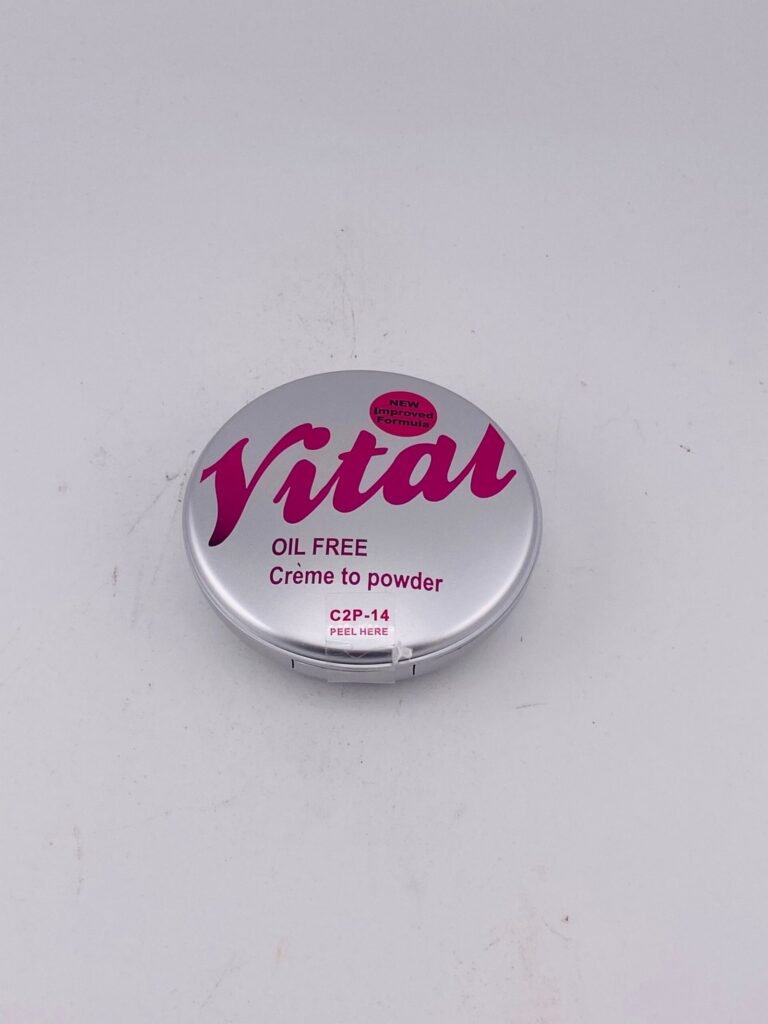 NEW
Improved
Formula
Vital
OIL FREE
Crème to powder
C2P-14
PEEL HERE